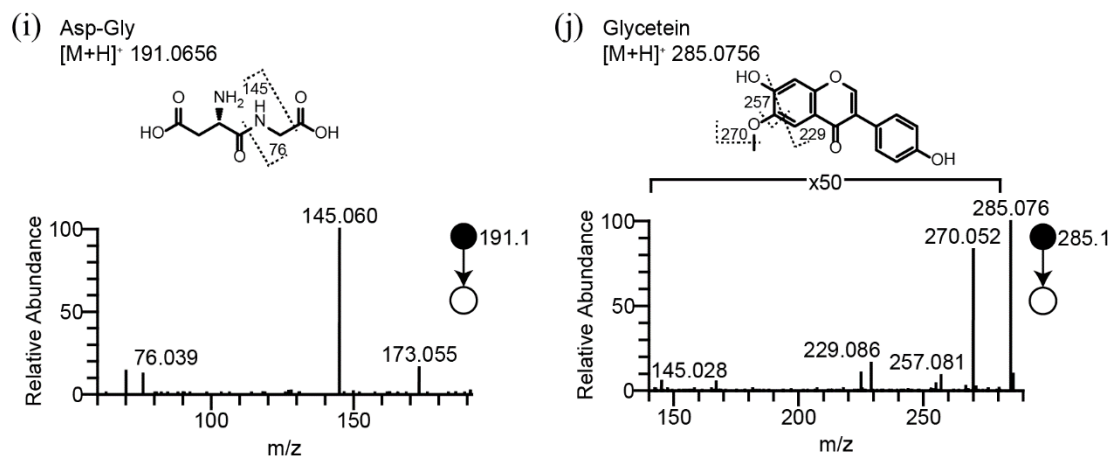 (i) Asp-Gly
[M+H]+ 191.0656
O
NH2
145
H
N
O
HO
OH
O
76
100
145.060
191.1
Relative Abundance
50
76.039
173.055
0
100
150
m/z
(j) Glycetein
[M+H]+ 285.0756
HO
O
257
O
270
229
O
OH
x50
100
285.076
270.052
285.1
Relative Abundance
50
229.086
257.081
145.028
0
150
200
250
m/z